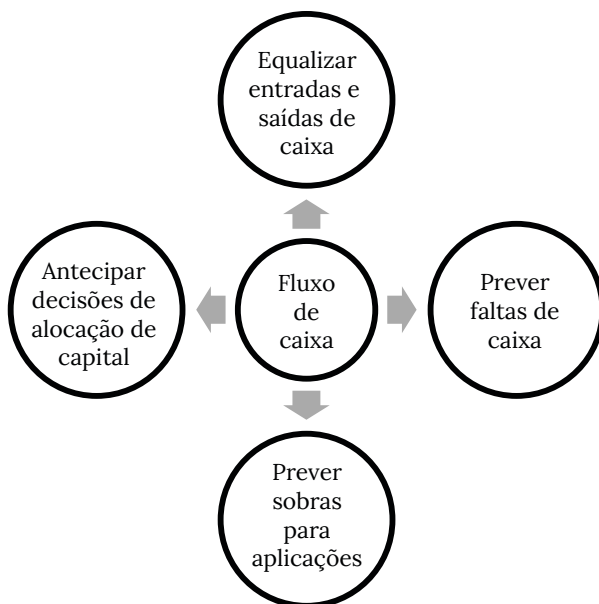 Equalizar
entradas e
saídas de
caixa
Antecipar
decisões de
alocação de
capital
Fluxo
de
caixa
Prever
faltas de
caixa
Prever
sobras
para
aplicações